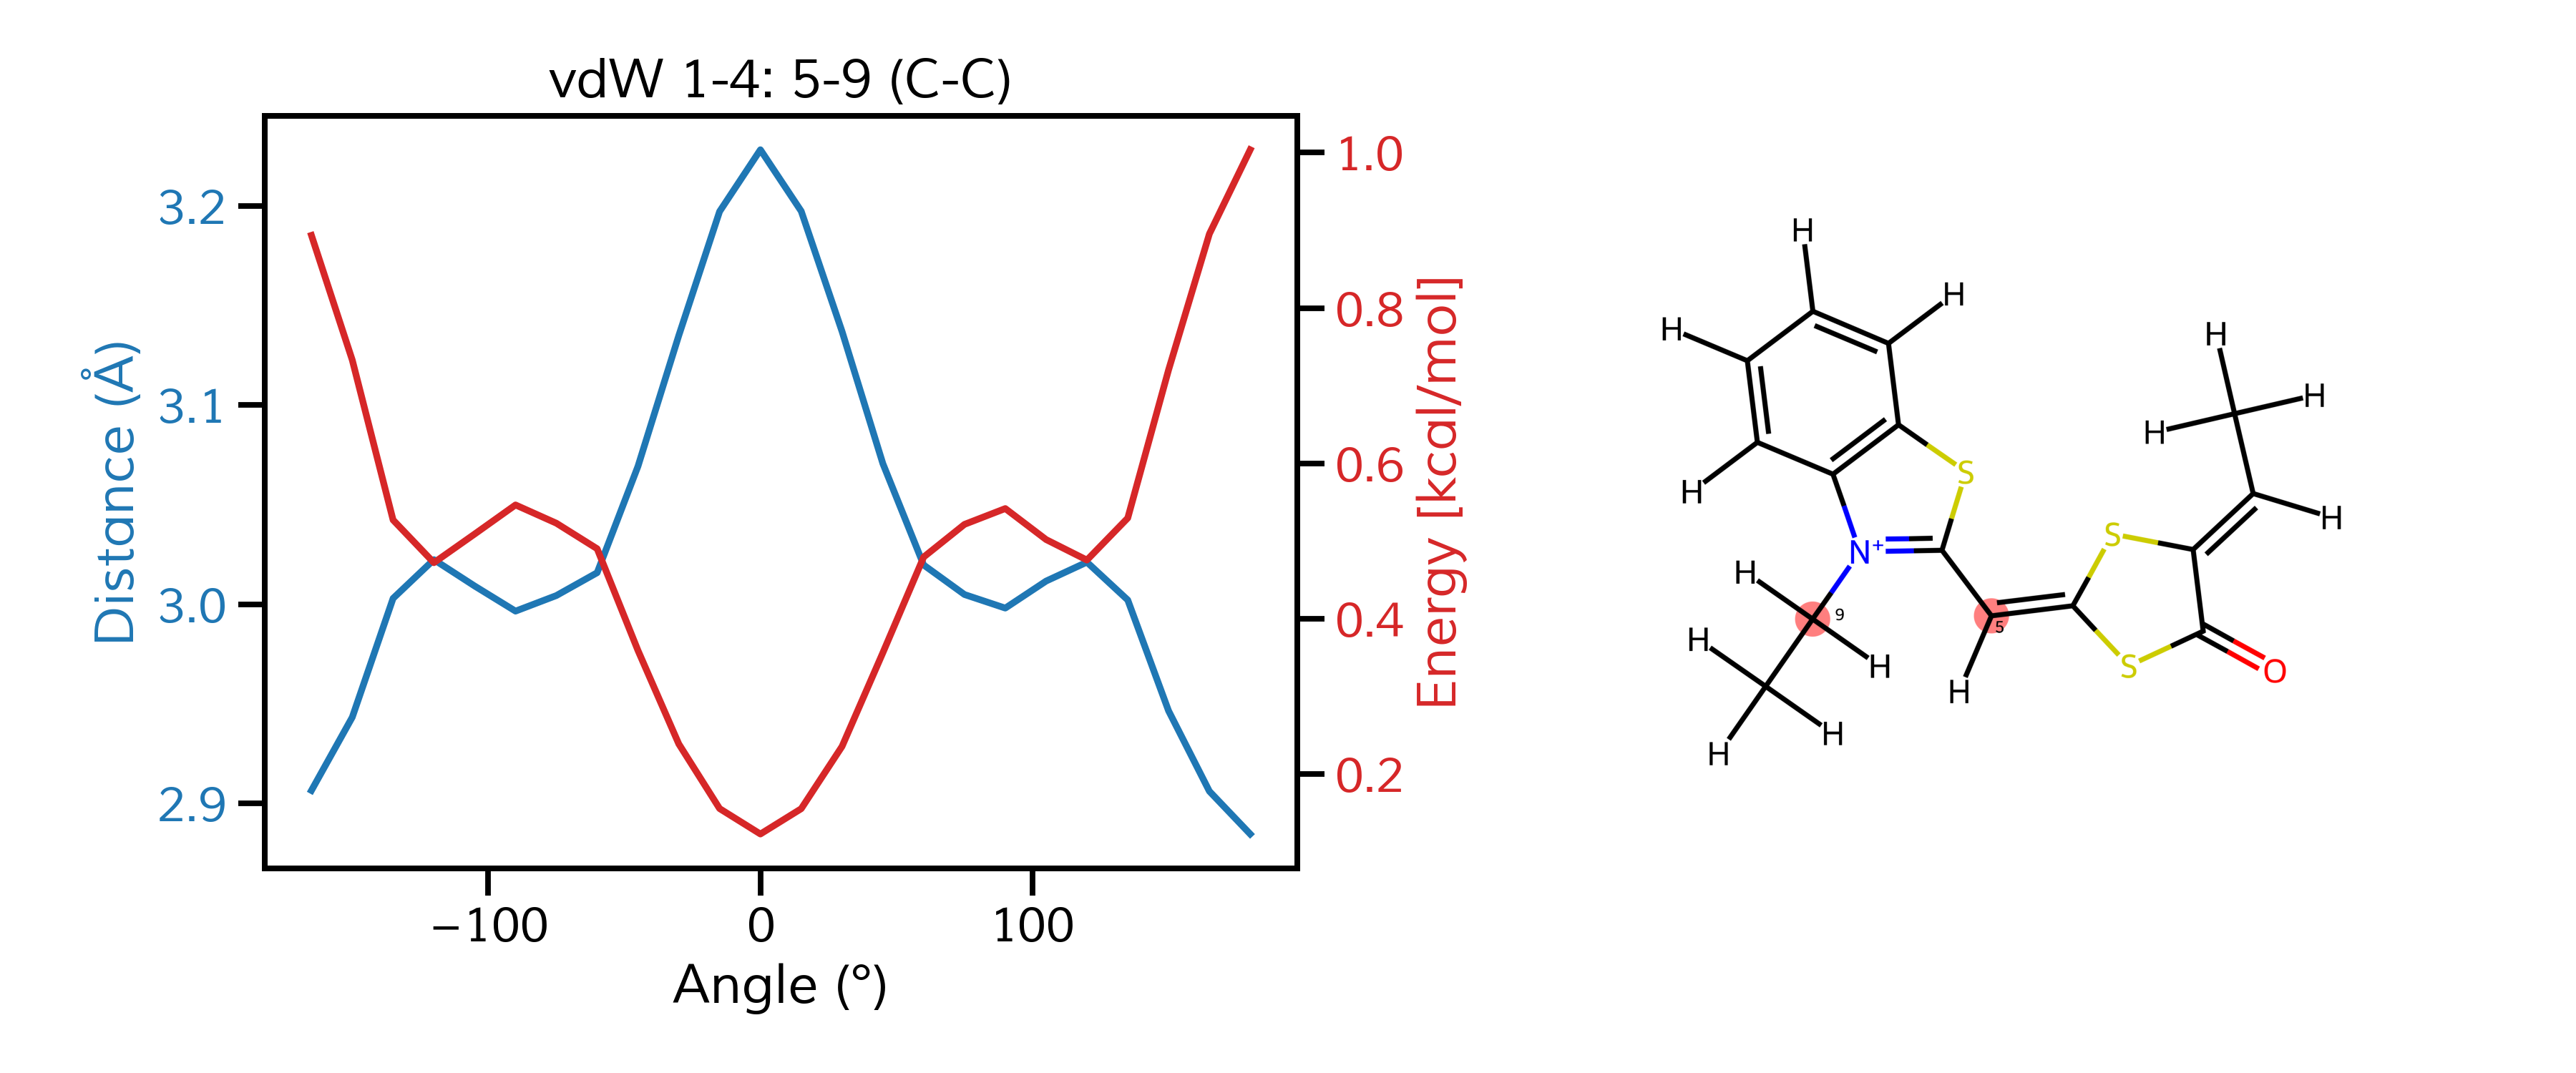 vdW 1-4: 5-9 (C-C)
Distance (Å)
3.2
3.1
3.0
2.9
1.0
0.8
0.6
0.4
0.2
Energy [kcal/mol]
−100 0 100
Angle (°)
H
H
H
H
H
S
H
H
S
H
N+
H
9
5
H
H
S
O
H
H
H